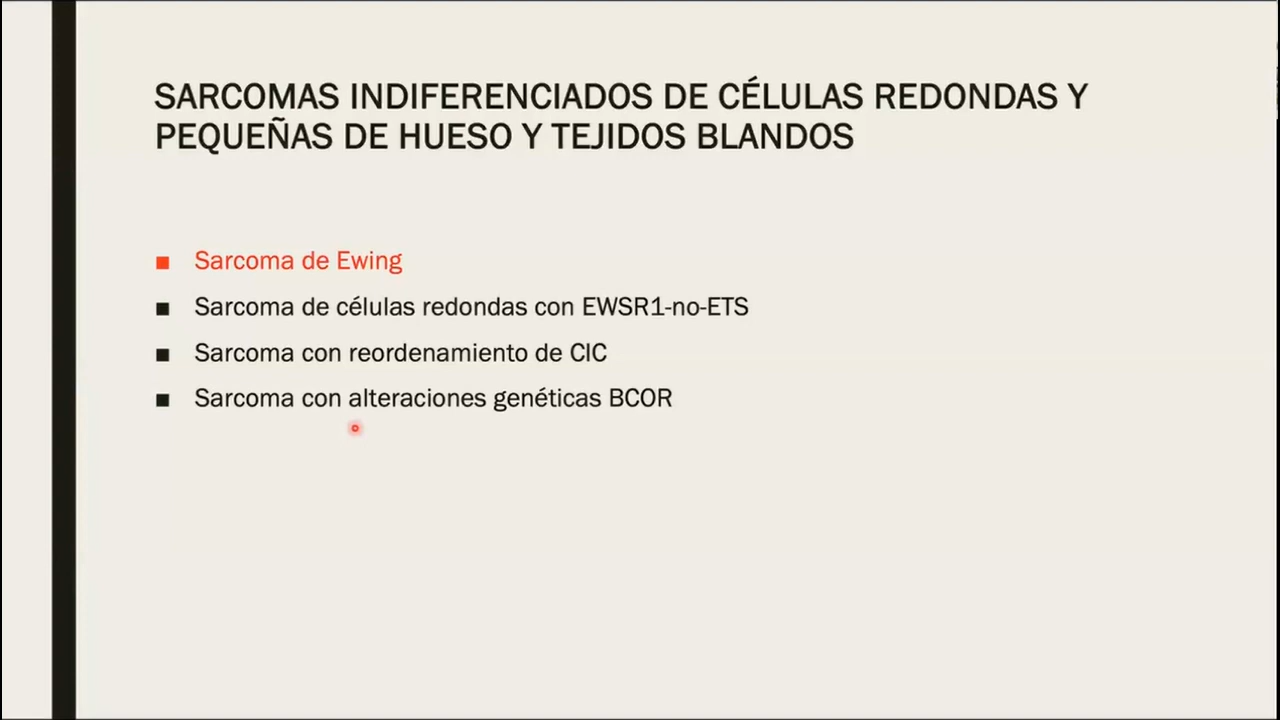 SARCOMAS INDIFERENCIADOS DE CÉLULAS REDONDAS Y
PEQUEÑAS DE HUESO Y TEJIDOS BLANDOS
Sarcoma de Ewing
Sarcoma de células redondas con EWSR1-no-ETS
Sarcoma con reordenamiento de CIC
Sarcoma con alteraciones genéticas BCOR